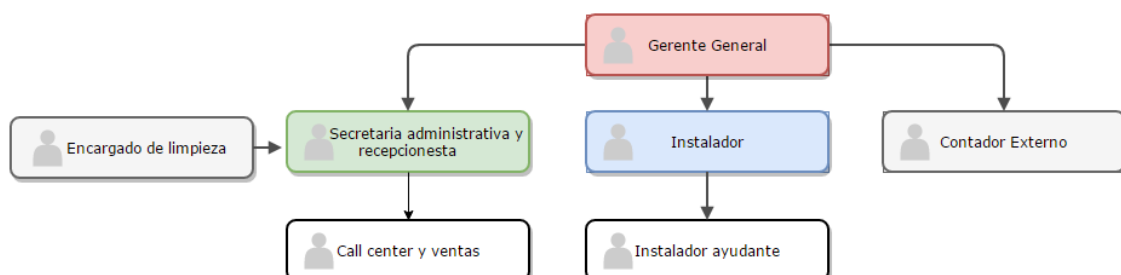 Gerente General
Encargado de limpieza
Secretaria administrativa y
recepcionesta
Instalador
Contador Externo
Call center y ventas
Instalador ayudante